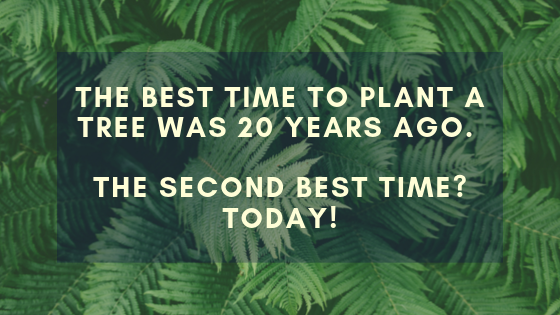 THE BEST TIME TO PLANT A
TREE WAS 20 YEARS AGO.
THE SECOND BEST TIME?
TODAY!